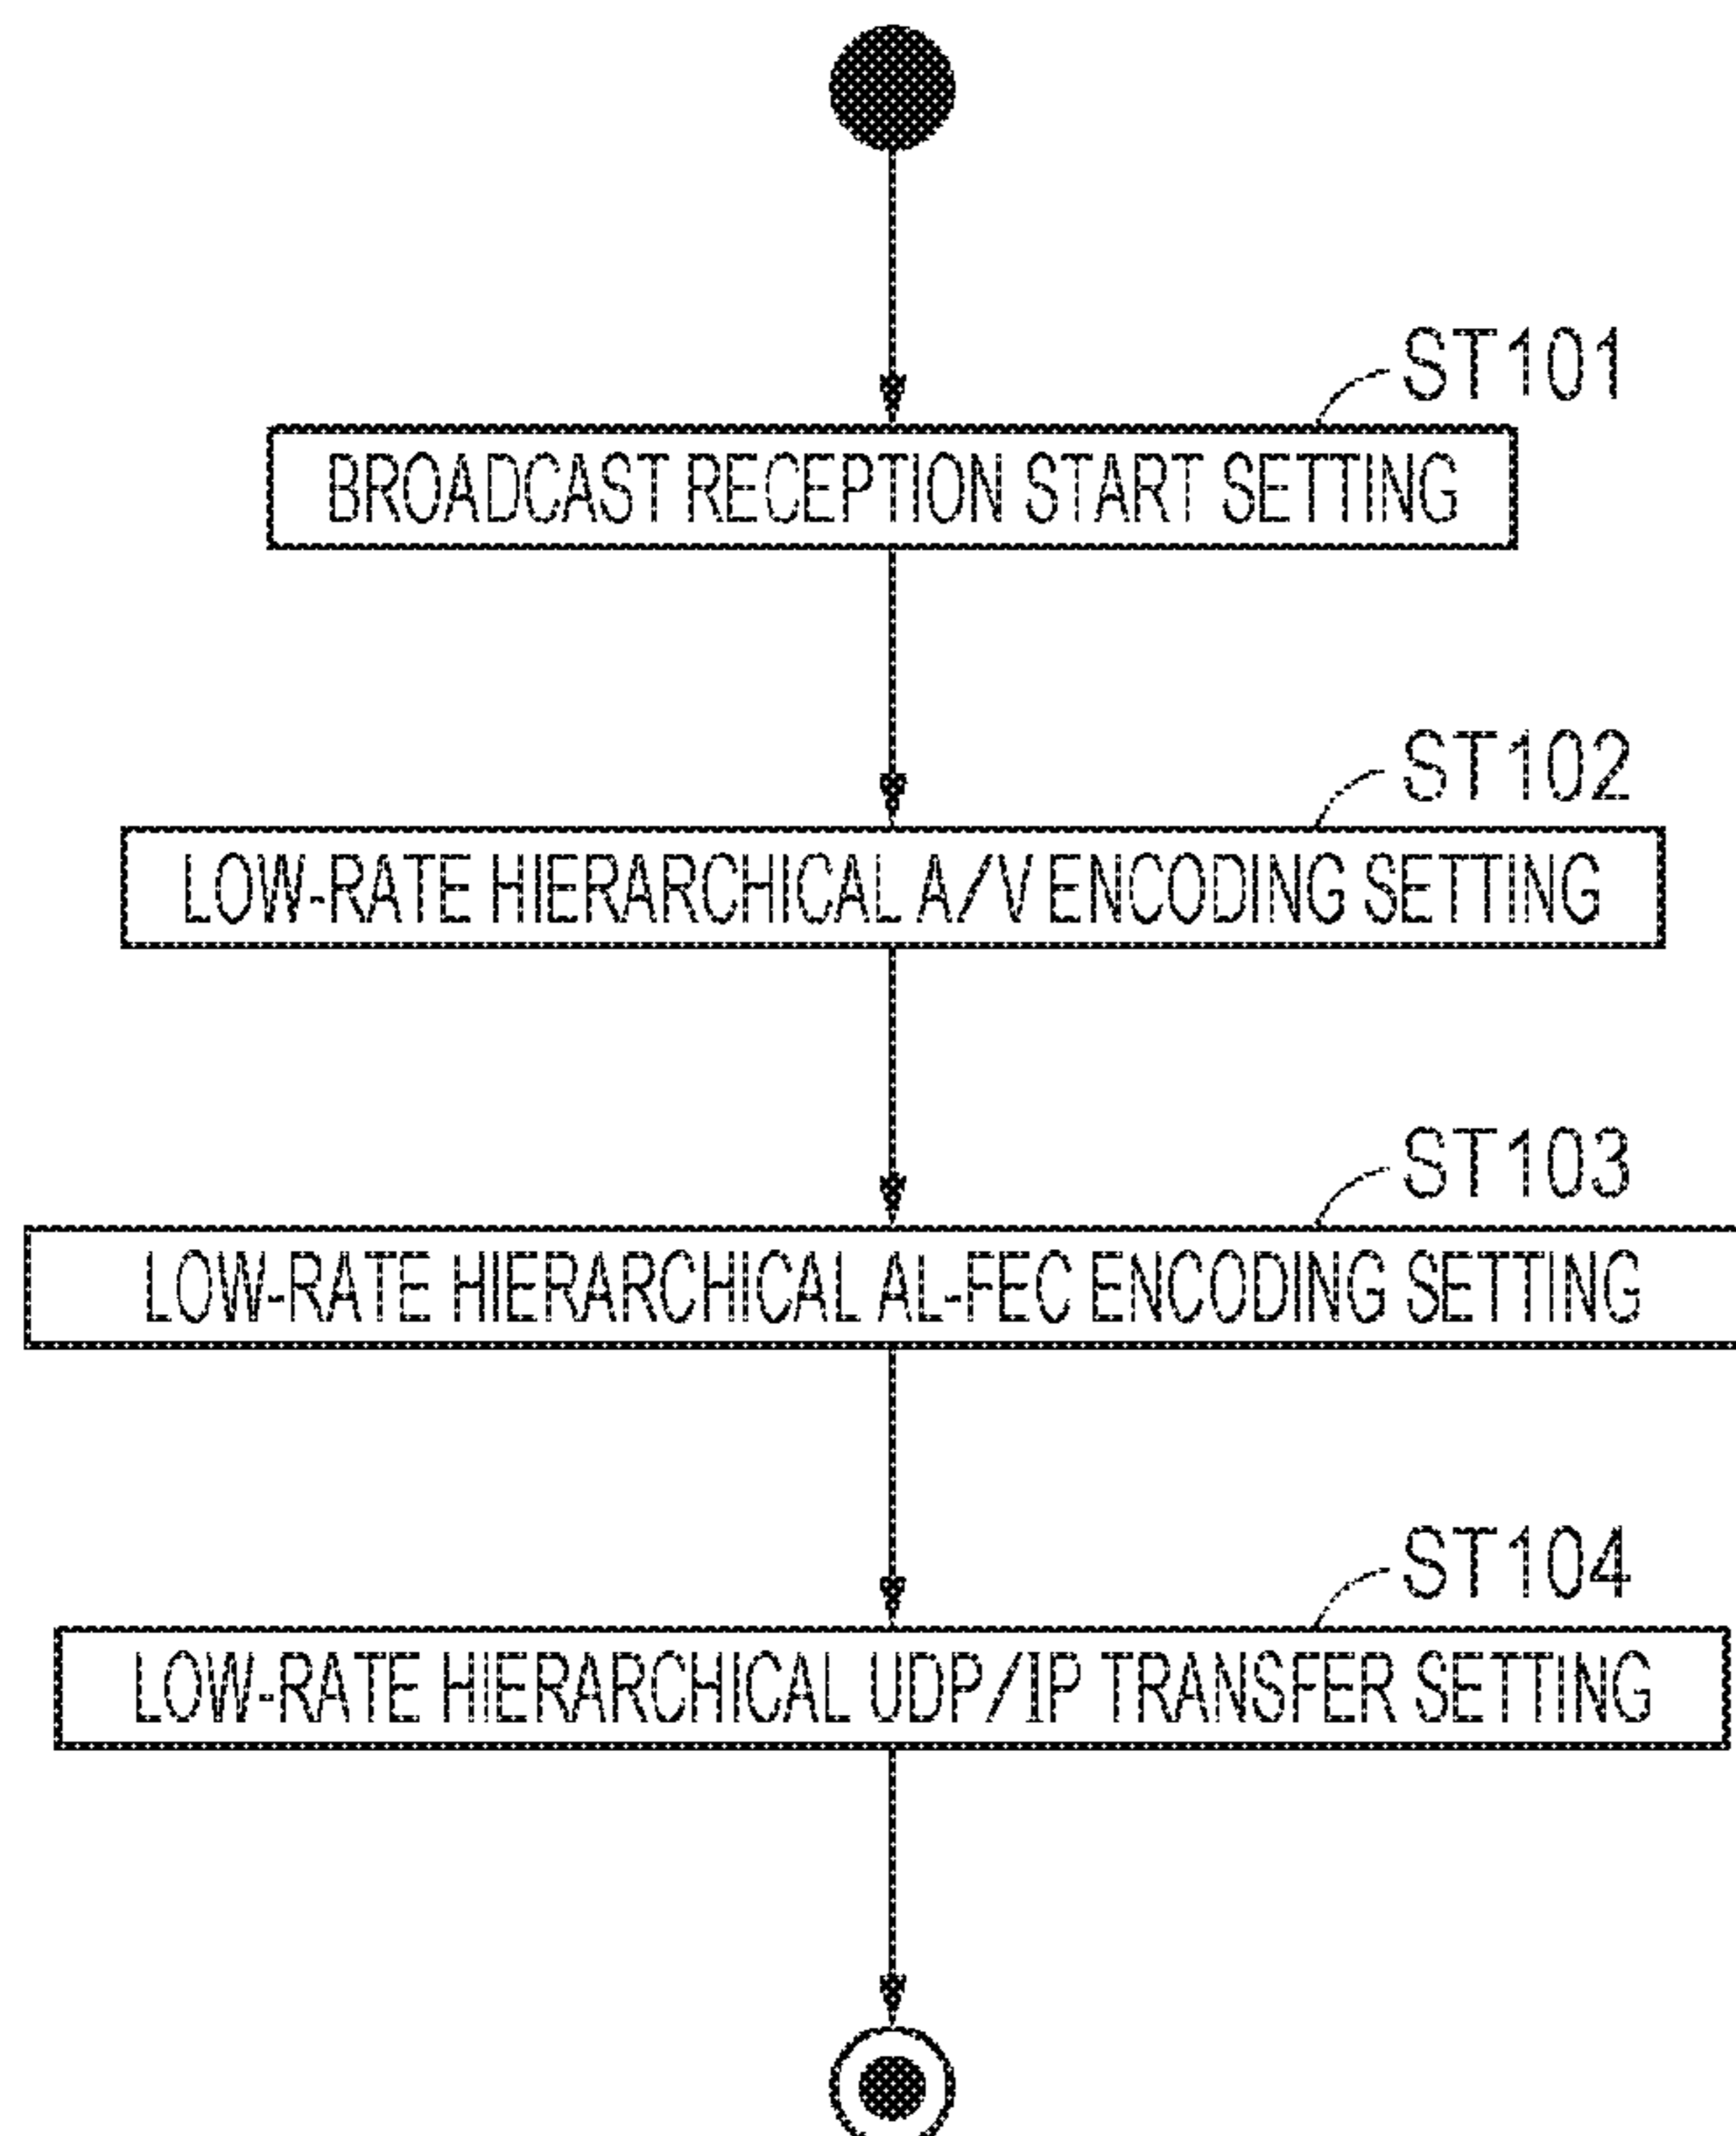 ST101
BROADCAST RECEPTION START SETTING
ST102
LOW-RATE HIERARCHICAL A/V ENCODING SETTING
ST103
LOW-RATE HIERARCHICAL AL-FEC ENCODING SETTING
ST104
LOW-RATE HIERARCHICAL UDP/IP TRANSFER SETTING